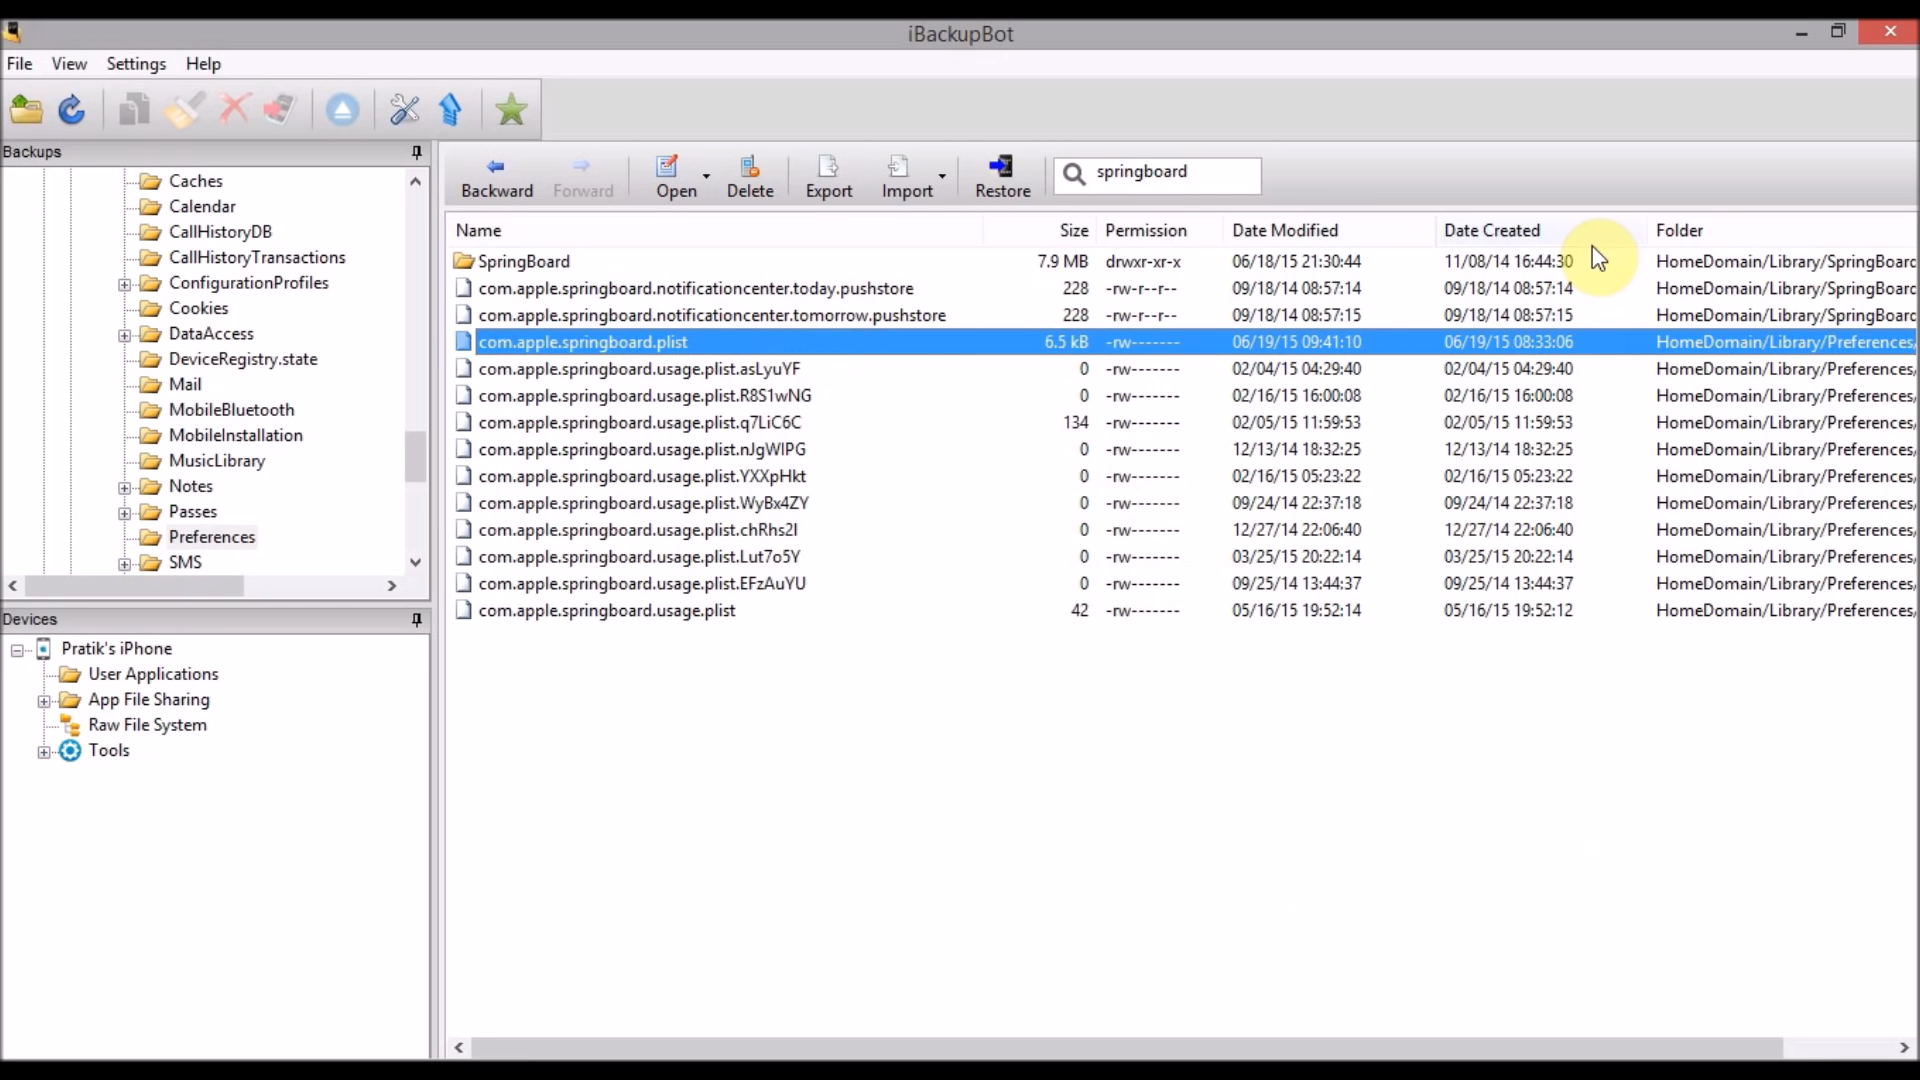 iBackupBot
File View Settings Help
Backups
Caches
Calendar
CallHistoryDB
CallHistoryTransactions
ConfigurationProfiles
Cookies
DataAccess
DeviceRegistry.state
Mail
MobileBluetooth
MobileInstallation
MusicLibrary
Notes
Passes
Preferences
SMS
Devices
Pratik's iPhone
User Applications
App File Sharing
Raw File System
Tools
Backward Forward Open Delete Export Import Restore springboard
Name Size Permission Date Modified Date Created Folder
SpringBoard 7.9 MB drwxr-xr-x 06/18/15 21:30:44 11/08/14 16:44:30 HomeDomain/Library/SpringBoard
com.apple.springboard.notificationcenter.today.pushstore 228 -rw-r--r-- 09/18/14 08:57:14 09/18/14 08:57:14 HomeDomain/Library/SpringBoard
com.apple.springboard.notificationcenter.tomorrow.pushstore 228 -rw-r--r-- 09/18/14 08:57:15 09/18/14 08:57:15 HomeDomain/Library/SpringBoard
com.apple.springboard.plist 6.5 kB -rw------- 06/19/15 09:41:10 06/19/15 08:33:06 HomeDomain/Library/Preferences/
com.apple.springboard.usage.plist.asLyuYF 0 -rw------- 02/04/15 04:29:40 02/04/15 04:29:40 HomeDomain/Library/Preferences/
com.apple.springboard.usage.plist.R8S1wNG 0 -rw------- 02/16/15 16:00:08 02/16/15 16:00:08 HomeDomain/Library/Preferences/
com.apple.springboard.usage.plist.q7LiC6C 134 -rw------- 02/05/15 11:59:53 02/05/15 11:59:53 HomeDomain/Library/Preferences/
com.apple.springboard.usage.plist.nJgWIPG 0 -rw------- 12/13/14 18:32:25 12/13/14 18:32:25 HomeDomain/Library/Preferences/
com.apple.springboard.usage.plist.YXXpHkt 0 -rw------- 02/16/15 05:23:22 02/16/15 05:23:22 HomeDomain/Library/Preferences/
com.apple.springboard.usage.plist.WyBx4ZY 0 -rw------- 09/24/14 22:37:18 09/24/14 22:37:18 HomeDomain/Library/Preferences/
com.apple.springboard.usage.plist.chRhs2I 0 -rw------- 12/27/14 22:06:40 12/27/14 22:06:40 HomeDomain/Library/Preferences/
com.apple.springboard.usage.plist.Lut7o5Y 0 -rw------- 03/25/15 20:22:14 03/25/15 20:22:14 HomeDomain/Library/Preferences/
com.apple.springboard.usage.plist.EFzAuYU 0 -rw------- 09/25/14 13:44:37 09/25/14 13:44:37 HomeDomain/Library/Preferences/
com.apple.springboard.usage.plist 42 -rw------- 05/16/15 19:52:14 05/16/15 19:52:12 HomeDomain/Library/Preferences/